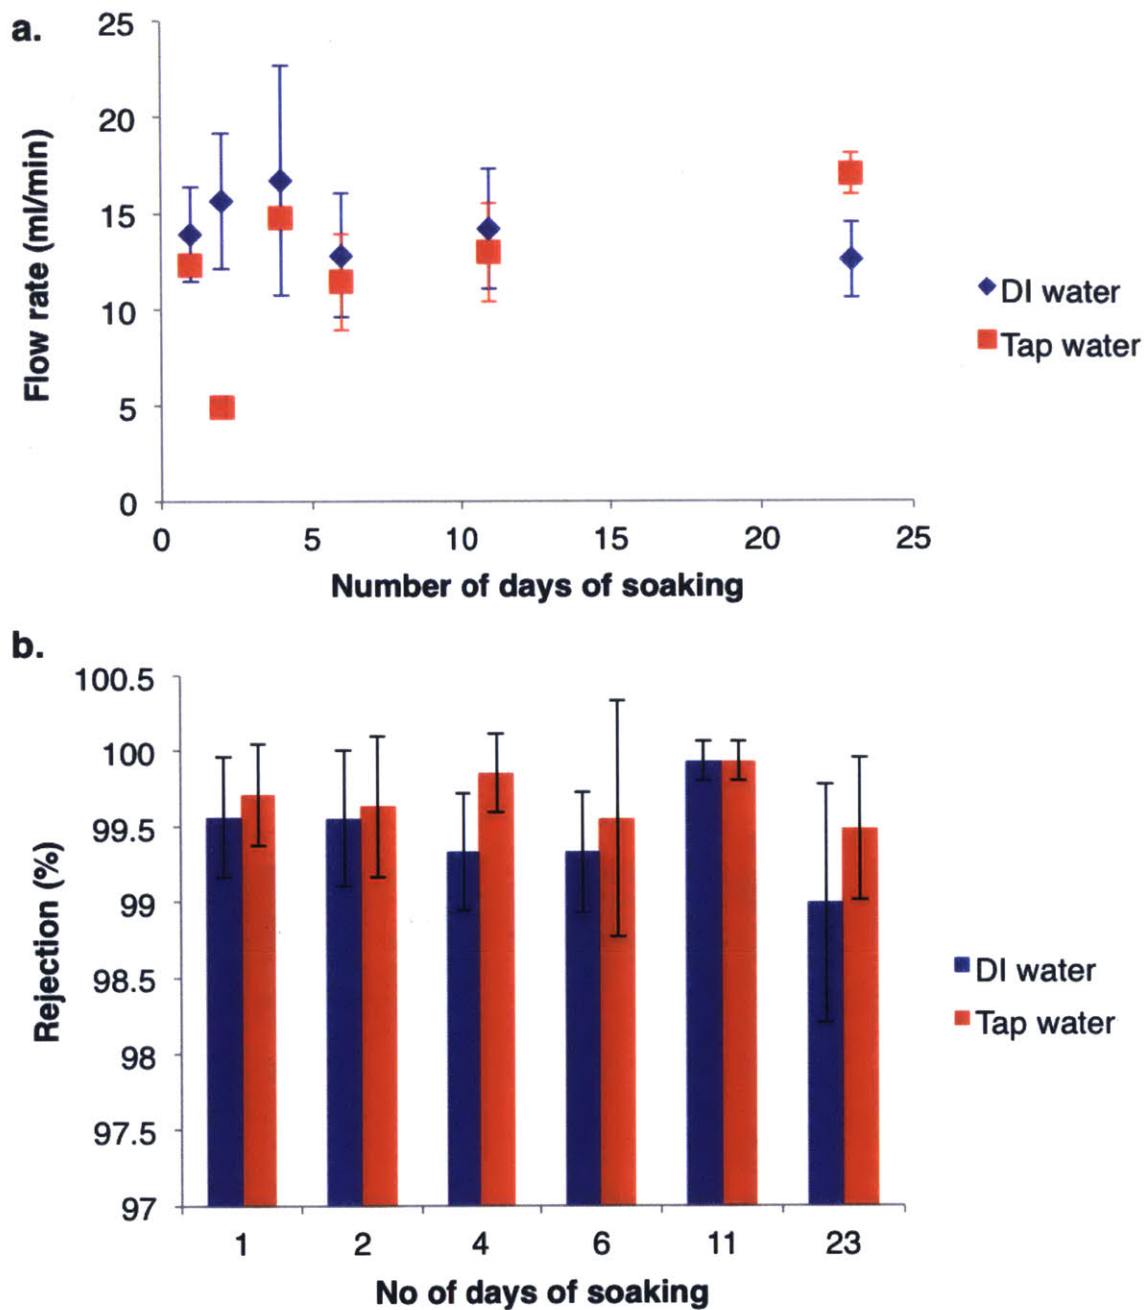 a.
25
20
15
10
5
0
Flow rate (ml/min)
0 5 10 15 20 25
Number of days of soaking
DI water
Tap water
b.
100.5
100
99.5
99
98.5
98
97.5
97
Rejection (%)
1 2 4 6 11 23
No of days of soaking
DI water
Tap water